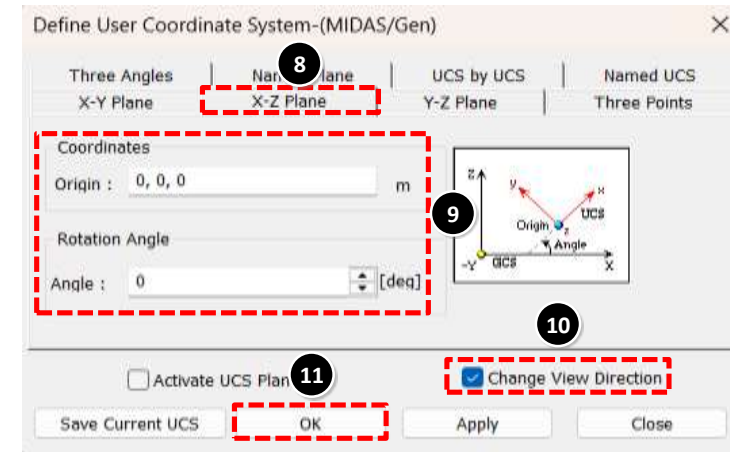 Define User Coordinate System-(MIDAS/Gen)
8
Three Angles
UCS by UCS
Named UCS
X-Y Plane
X-Z Plane
Y-Z Plane
Three Points
Coordinates
Origin : 0, 0, 0 m
9
Rotation Angle
Angle : 0 [deg]
Z y x
UCS
Origin z
Angle
-Y GCS X
10
Activate UCS Plan
11
Change View Direction
Save Current UCS
OK
Apply
Close